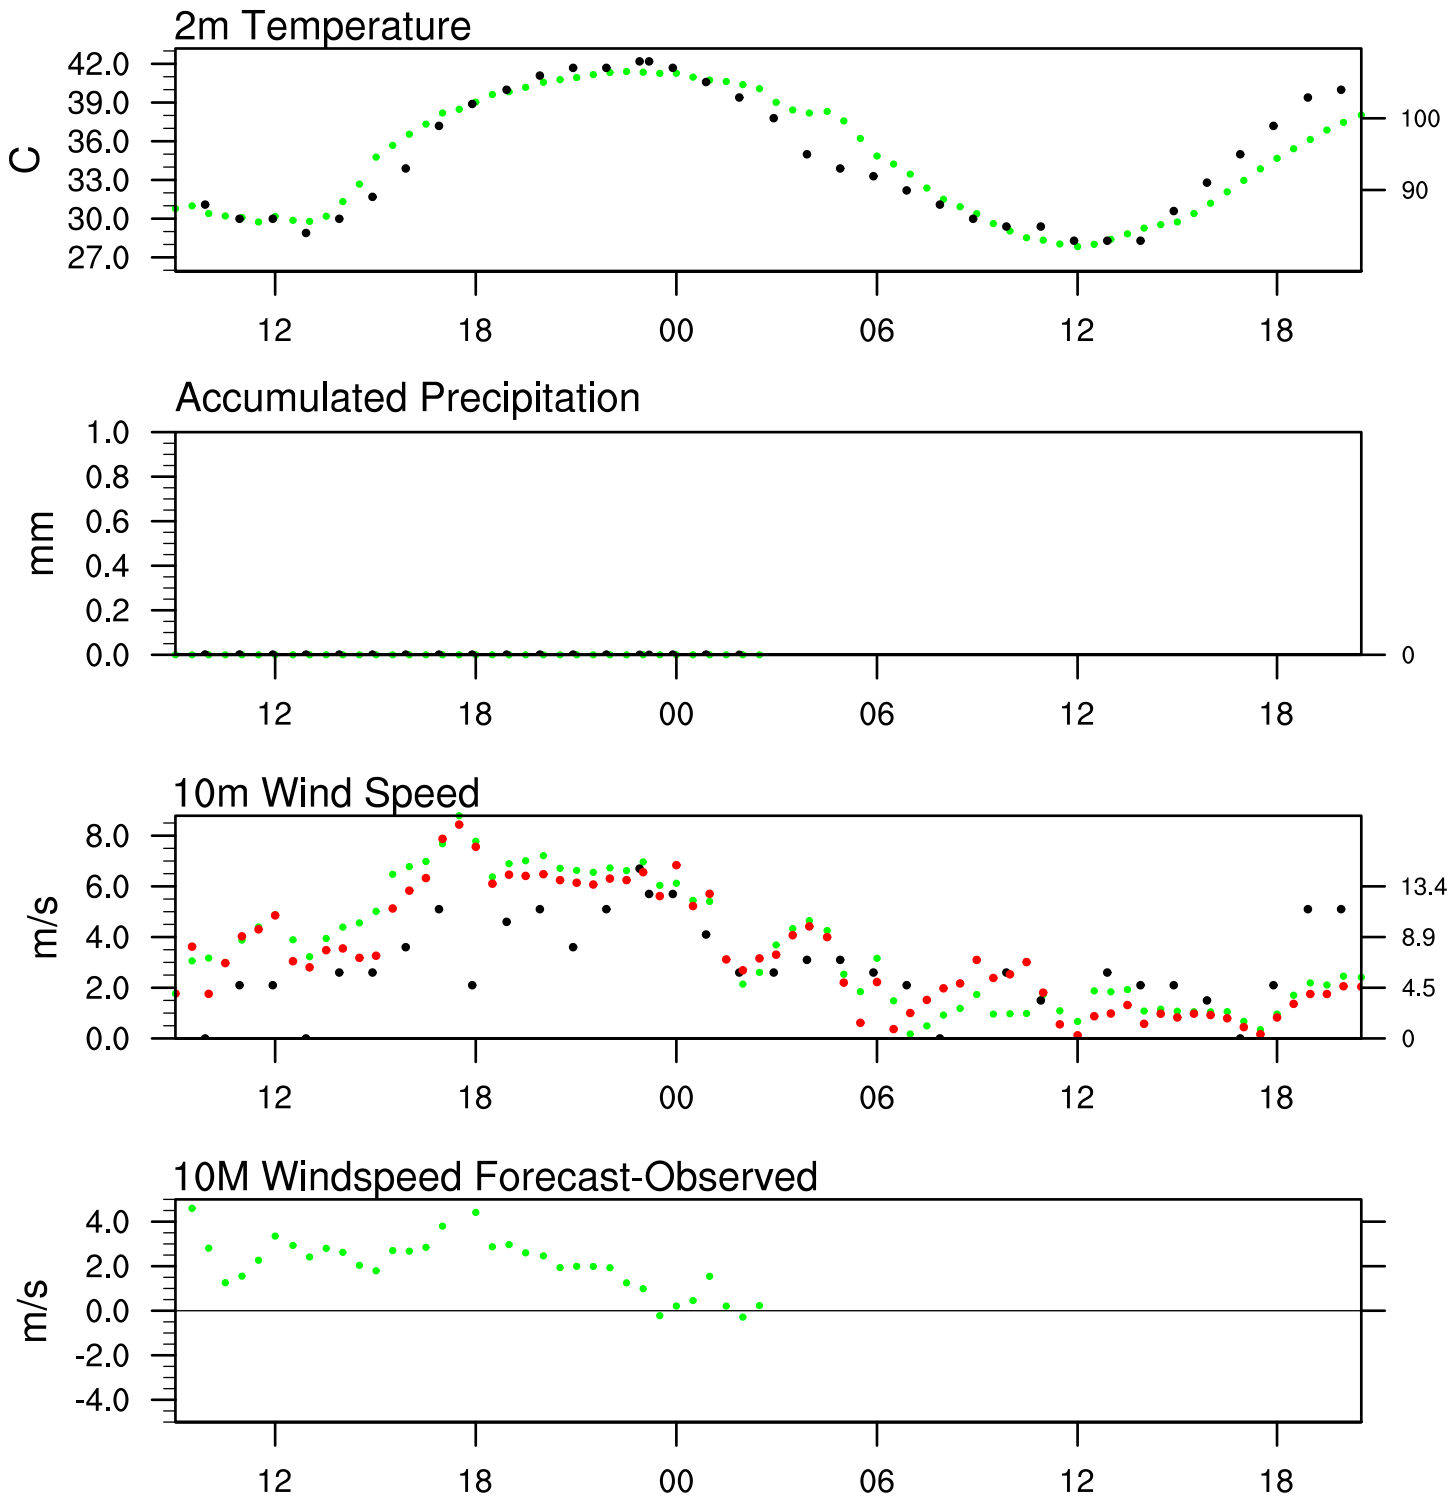 2m Temperature
42.0
39.0
36.0
33.0
30.0
27.0
C
100
90
12 18 00 06 12 18
Accumulated Precipitation
1.0
0.8
0.6
0.4
0.2
0.0
mm
0
12 18 00 06 12 18
10m Wind Speed
8.0
6.0
4.0
2.0
0.0
m/s
13.4
8.9
4.5
0
12 18 00 06 12 18
10M Windspeed Forecast-Observed
4.0
2.0
0.0
-2.0
-4.0
m/s
12 18 00 06 12 18